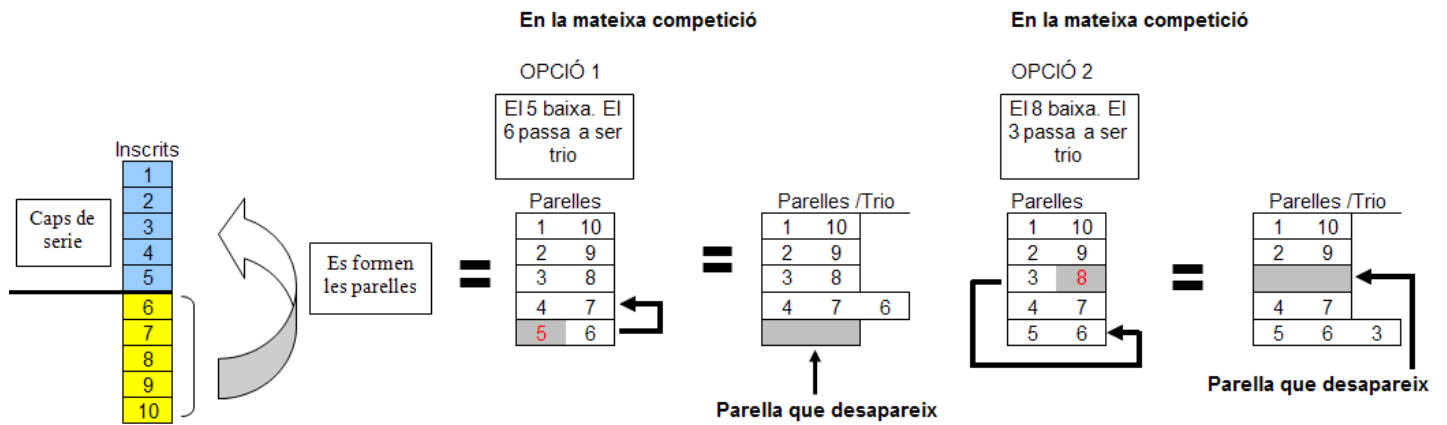 En la mateixa competició
En la mateixa competició
OPCIÓ 1
OPCIÓ 2
El 5 baixa. El
6 passa a ser
trio
El 8 baixa. El
3 passa a ser
trio
Inscrits
1
2
3
4
5
6
7
8
9
10
Caps de
serie
Es formen
les parelles
=
Parelles
1 10
2 9
3 8
4 7
5 6
=
Parelles /Trio
1 10
2 9
3 8
4 7 6
Parella que desapareix
Parelles
1 10
2 9
3 8
4 7
5 6
=
Parelles /Trio
1 10
2 9
4 7
5 6 3
Parella que desapareix